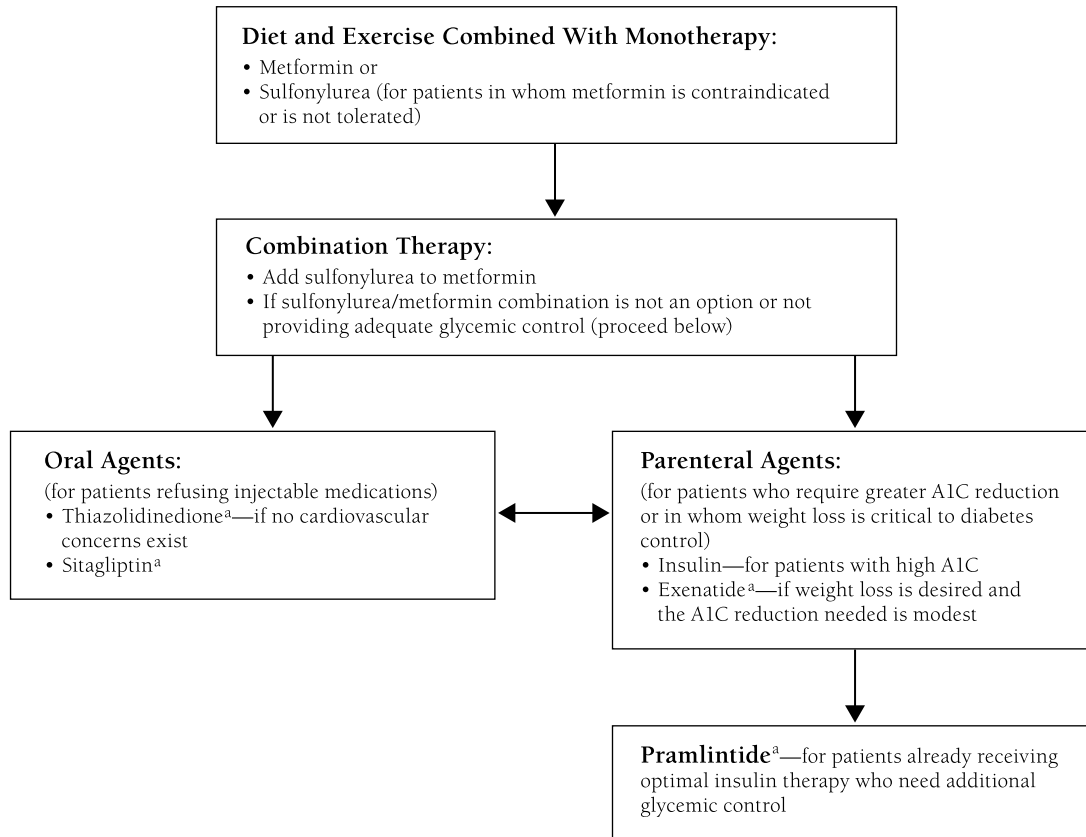 Diet and Exercise Combined With Monotherapy:
• Metformin or
• Sulfonylurea (for patients in whom metformin is contraindicated
or is not tolerated)
Combination Therapy:
• Add sulfonylurea to metformin
• If sulfonylurea/metformin combination is not an option or not
providing adequate glycemic control (proceed below)
Oral Agents:
(for patients refusing injectable medications)
• Thiazolidinedioneᵃ—if no cardiovascular
concerns exist
• Sitagliptinᵃ
Parenteral Agents:
(for patients who require greater A1C reduction
or in whom weight loss is critical to diabetes
control)
• Insulin—for patients with high A1C
• Exenatideᵃ—if weight loss is desired and
the A1C reduction needed is modest
Pramlintideᵃ—for patients already receiving
optimal insulin therapy who need additional
glycemic control